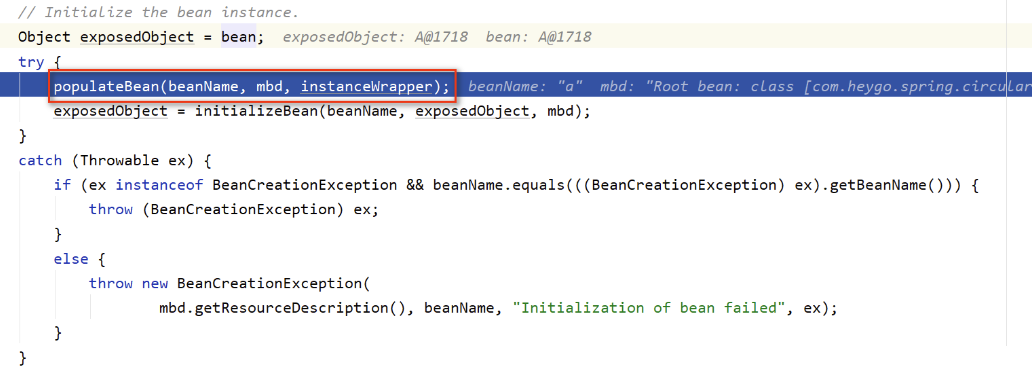 // Initialize the bean instance.
Object exposedObject = bean; exposedObject: A@1718 bean: A@1718
try {
populateBean(beanName, mbd, instanceWrapper); beanName: "a" mbd: "Root bean: class [com.heygo.spring.circular
exposedObject = initializeBean(beanName, exposedObject, mbd);
}
catch (Throwable ex) {
if (ex instanceof BeanCreationException && beanName.equals(((BeanCreationException) ex).getBeanName())) {
throw (BeanCreationException) ex;
}
else {
throw new BeanCreationException(
mbd.getResourceDescription(), beanName, "Initialization of bean failed", ex);
}
}